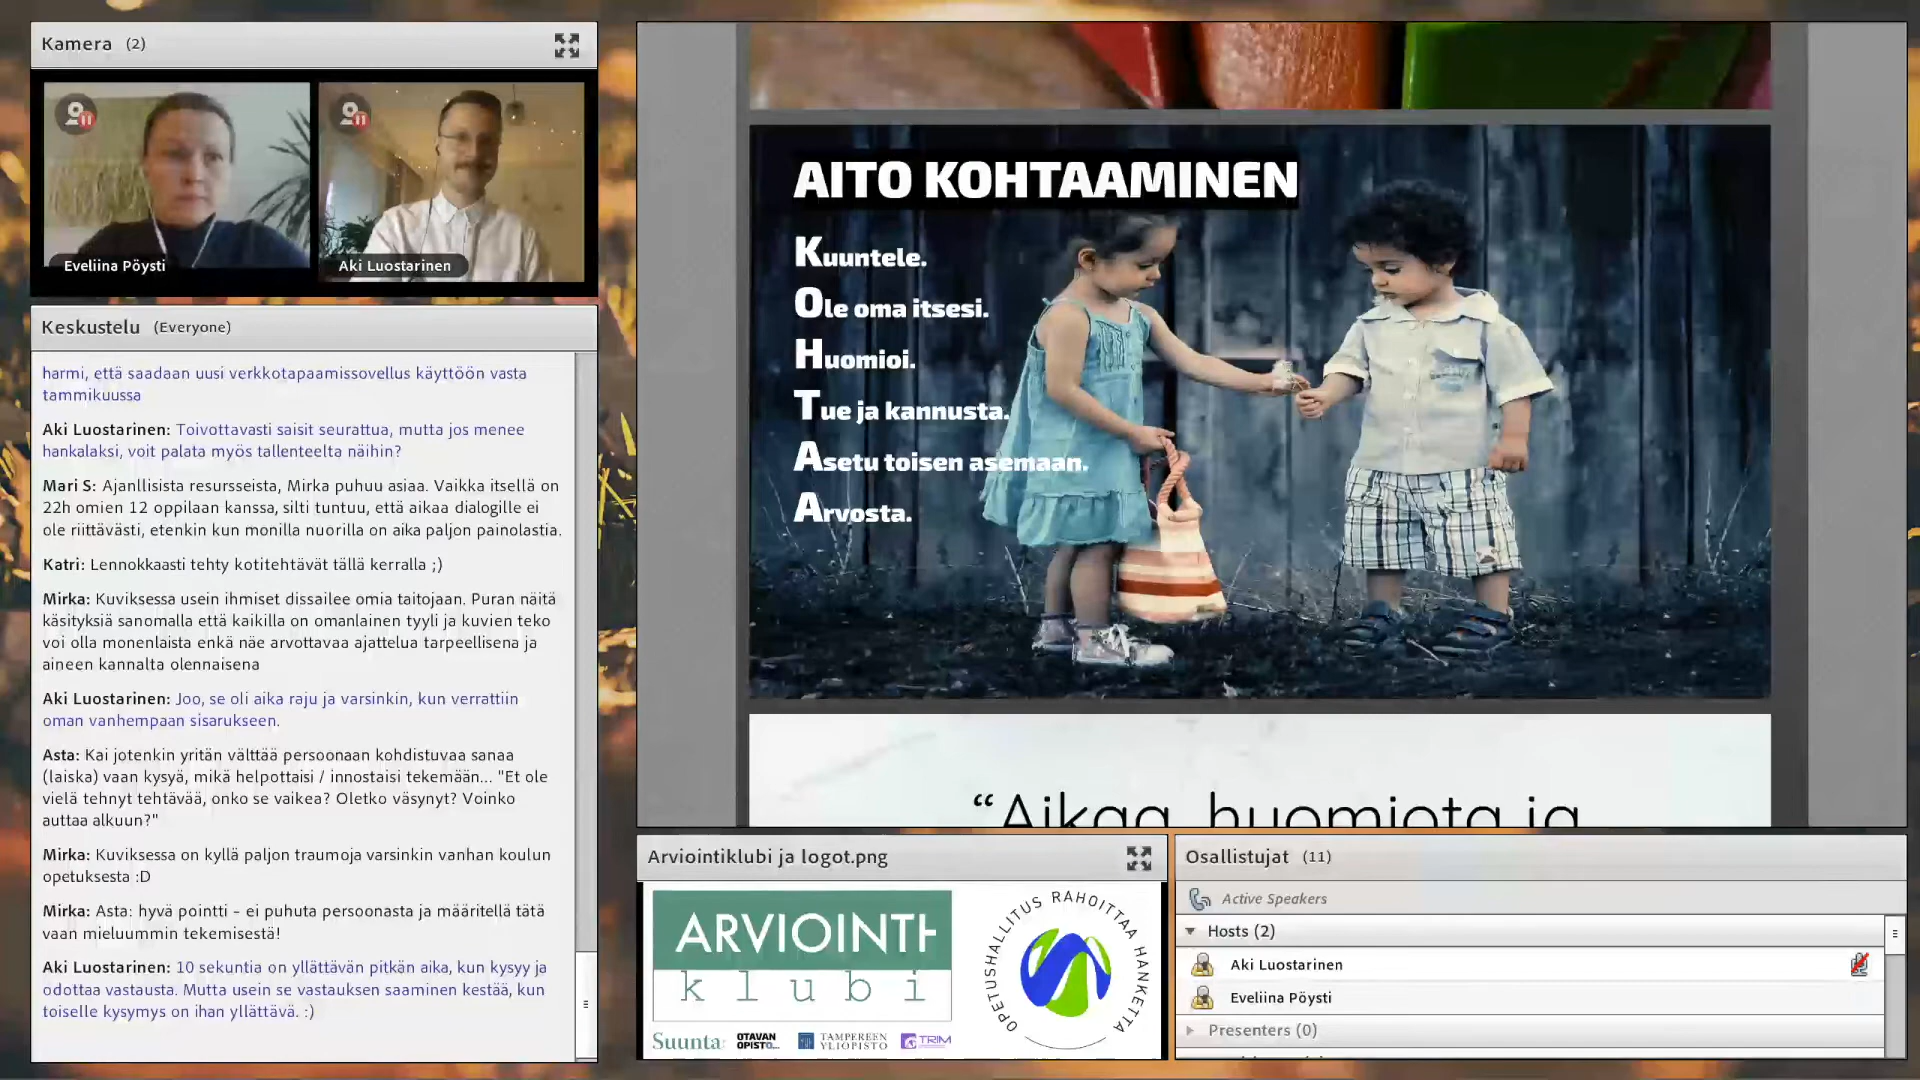 Kamera (2)
Eveliina Pöysti
Aki Luostarinen
Keskustelu (Everyone)
harmi, että saadaan uusi verkkotapaamissovellus käyttöön vasta
tammikuussa
Aki Luostarinen: Toivottavasti saisit seurattua, mutta jos menee
hankalaksi, voit palata myös tallenteelta näihin?
Mari S: Ajanllisista resursseista, Mirka puhuu asiaa. Vaikka itsellä on
22h omien 12 oppilaan kanssa, silti tuntuu, että aikaa dialogille ei
ole riittävästi, etenkin kun monilla nuorilla on aika paljon painolastia.
Katri: Lennokkaasti tehty kotitehtävät tällä kerralla ;)
Mirka: Kuviksessa usein ihmiset dissailee omia taitojaan. Puran näitä
käsityksiä sanomalla että kaikilla on omanlainen tyyli ja kuvien teko
voi olla monenlaista enkä näe arvottavaa ajattelua tarpeellisena ja
aineen kannalta olennaisena
Aki Luostarinen: Joo, se oli aika raju ja varsinkin, kun verrattiin
oman vanhempaan sisarukseen.
Asta: Kai jotenkin yritän välttää persoonaan kohdistuvaa sanaa
(laiska) vaan kysyä, mikä helpottaisi / innostaisi tekemään... "Et ole
vielä tehnyt tehtävää, onko se vaikea? Oletko väsynyt? Voinko
auttaa alkuun?"
Mirka: Kuviksessa on kyllä paljon traumoja varsinkin vanhan koulun
opetuksesta :D
Mirka: Asta: hyvä pointti - ei puhuta persoonasta ja määritellä tätä
vaan mieluummin tekemisestä!
Aki Luostarinen: 10 sekuntia on yllättävän pitkän aika, kun kysyy ja
odottaa vastausta. Mutta usein se vastauksen saaminen kestää, kun
toiselle kysymys on ihan yllättävä. :)
AITO KOHTAAMINEN
Kuuntele.
Ole oma itsesi.
Huomioi.
Tue ja kannusta.
Asetu toisen asemaan.
Arvosta.
“Aikaa, huomiota ja
Arviointiklubi ja logot.png
ARVIOINTI
klubi
Suunta
OTAVAN
OPISTO
TAMPEREEN
YLIOPISTO
TRIM
OPETUSHALLITUS RAHOITTAA HANKETTA
Osallistujat (11)
Active Speakers
Hosts (2)
Aki Luostarinen
Eveliina Pöysti
Presenters (0)